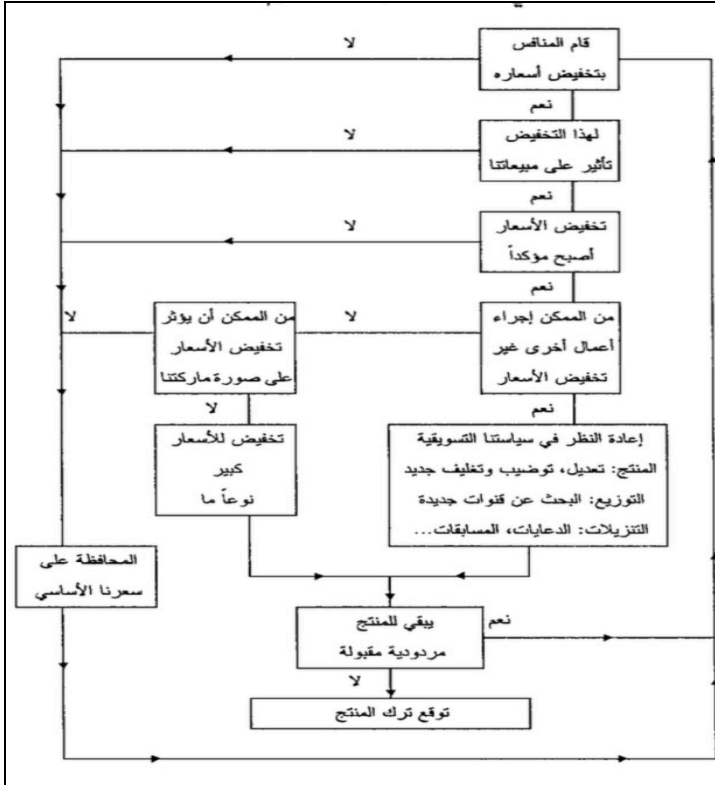 قام المنافس
بتخفيض أسعاره
لا
نعم
لهذا التخفيض
تأثير على مبيعاتنا
لا
نعم
تخفيض الأسعار
أصبح مؤكداً
لا
نعم
من الممكن إجراء
أعمال أخرى غير
تخفيض الأسعار
لا
من الممكن أن يؤثر
تخفيض الأسعار
على صورة ماركتنا
لا
نعم
لا
إعادة النظر في سياستنا التسويقية
المنتج: تعديل، توضيب وتغليف جديد
التوزيع: البحث عن قنوات جديدة
التنزيلات: الدعايات، المسابقات...
تخفيض للأسعار
كبير
نوعاً ما
المحافظة على
سعرنا الأساسي
يبقي للمنتج
مردودية مقبولة
نعم
لا
توقع ترك المنتج